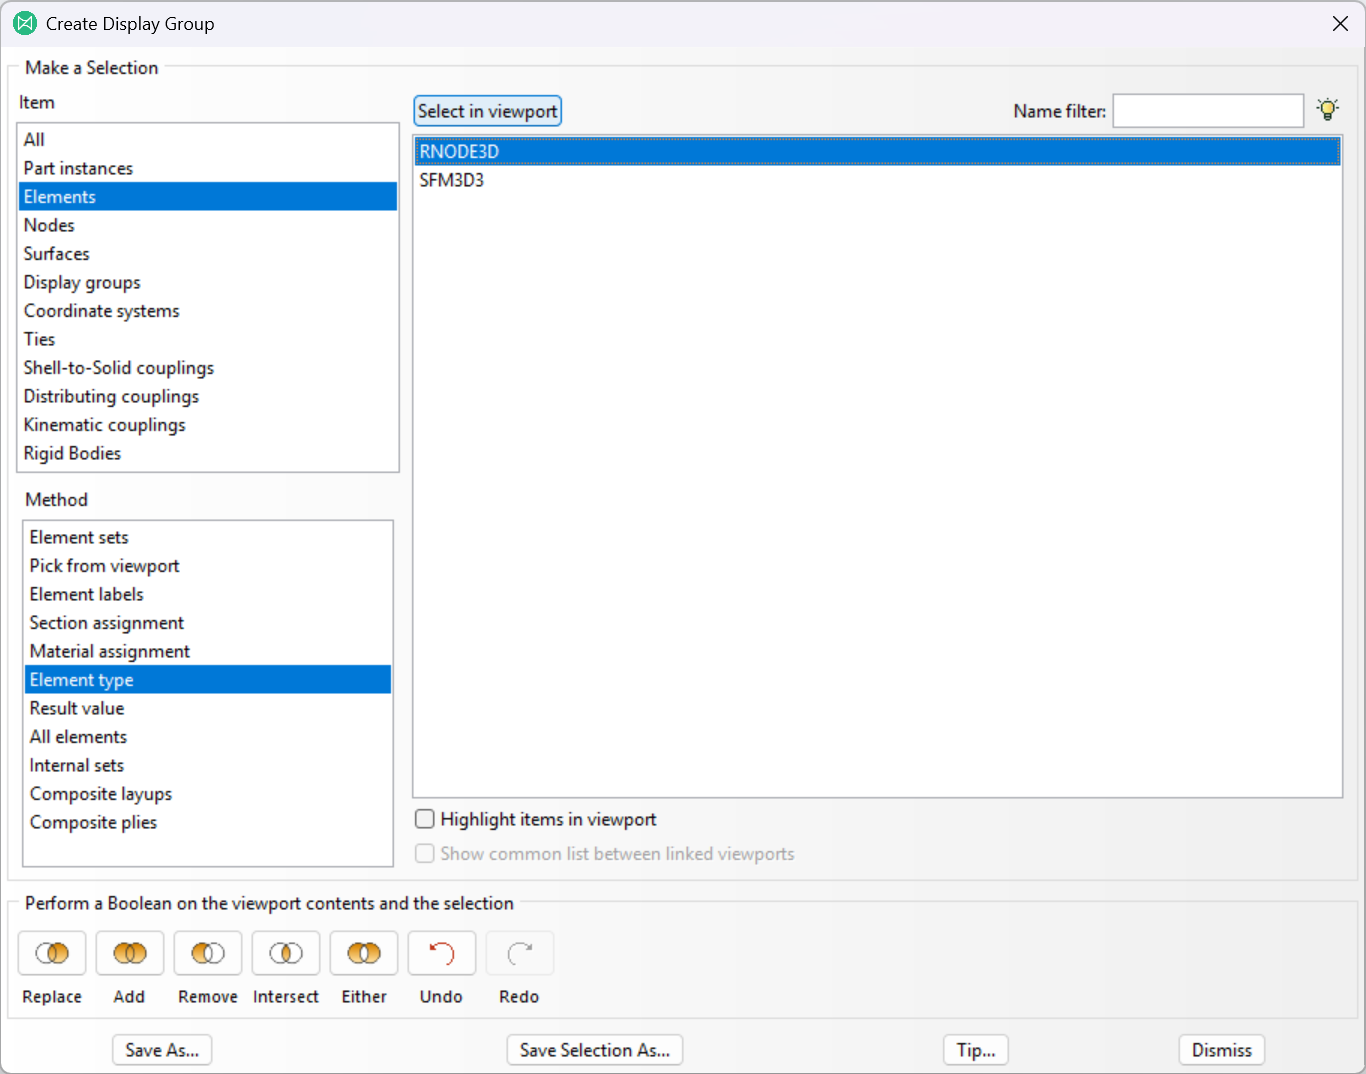 Create Display Group
Make a Selection
Item
All
Part instances
Elements
Nodes
Surfaces
Display groups
Coordinate systems
Ties
Shell-to-Solid couplings
Distributing couplings
Kinematic couplings
Rigid Bodies
Method
Element sets
Pick from viewport
Element labels
Section assignment
Material assignment
Element type
Result value
All elements
Internal sets
Composite layups
Composite plies
Select in viewport
Name filter:
RNODE3D
SFM3D3
Highlight items in viewport
Show common list between linked viewports
Perform a Boolean on the viewport contents and the selection
Replace Add Remove Intersect Either Undo Redo
Save As... Save Selection As... Tip... Dismiss